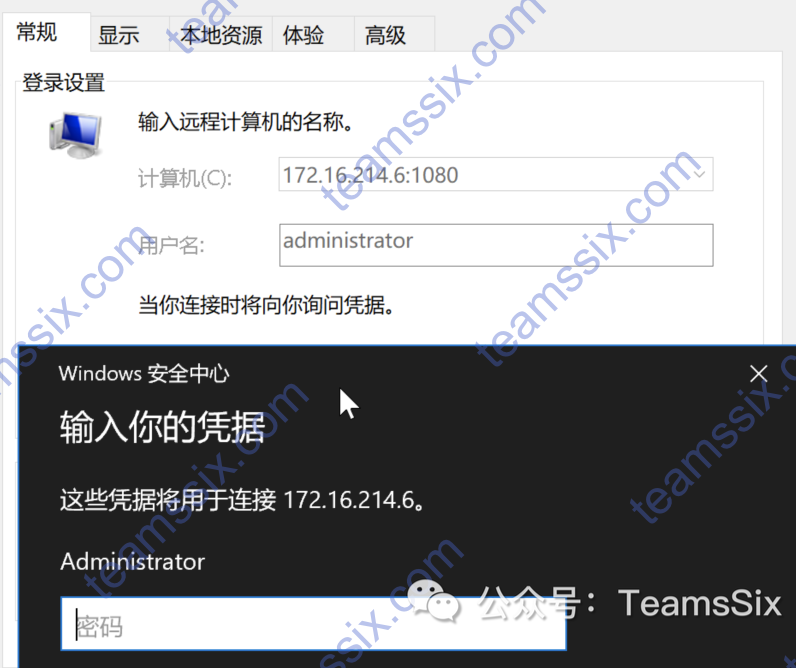 常规 显示 本地资源 体验 高级
登录设置
输入远程计算机的名称。
计算机(C): 172.16.214.6:1080
用户名: administrator
当你连接时将向你询问凭据。
Windows 安全中心
输入你的凭据
这些凭据将用于连接 172.16.214.6。
Administrator
密码
公众号：TeamsSix
teamssix.com
teamssix.com
teamssix.com
teamssix.com
teamssix.com
teamssix.com
teamssix.com